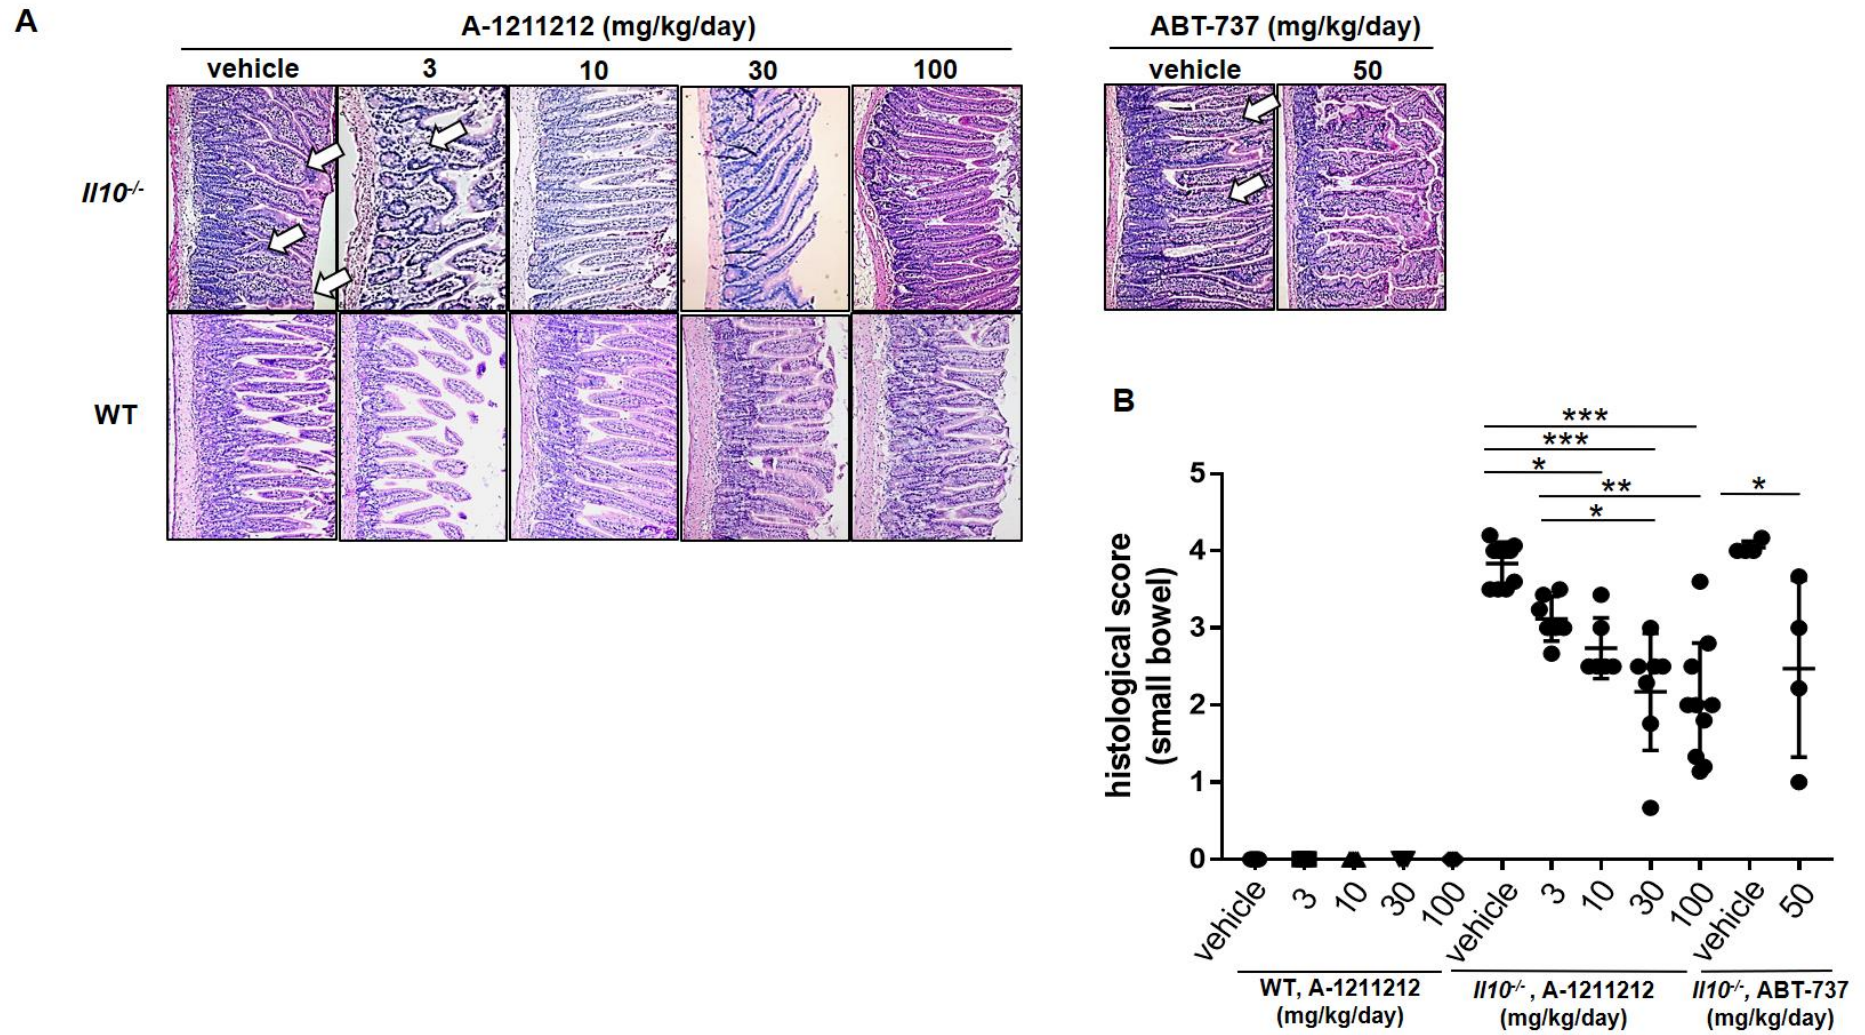 A
A-1211212 (mg/kg/day)
ABT-737 (mg/kg/day)
vehicle 3 10 30 100
vehicle 50
Il10-/-
WT
B
***
***
*
**
*
*
histological score
(small bowel)
5
4
3
2
1
0
vehicle 3 10 30 100 vehicle 3 10 30 100 vehicle 50
WT, A-1211212
(mg/kg/day)
Il10-/- , A-1211212
(mg/kg/day)
Il10-/-, ABT-737
(mg/kg/day)